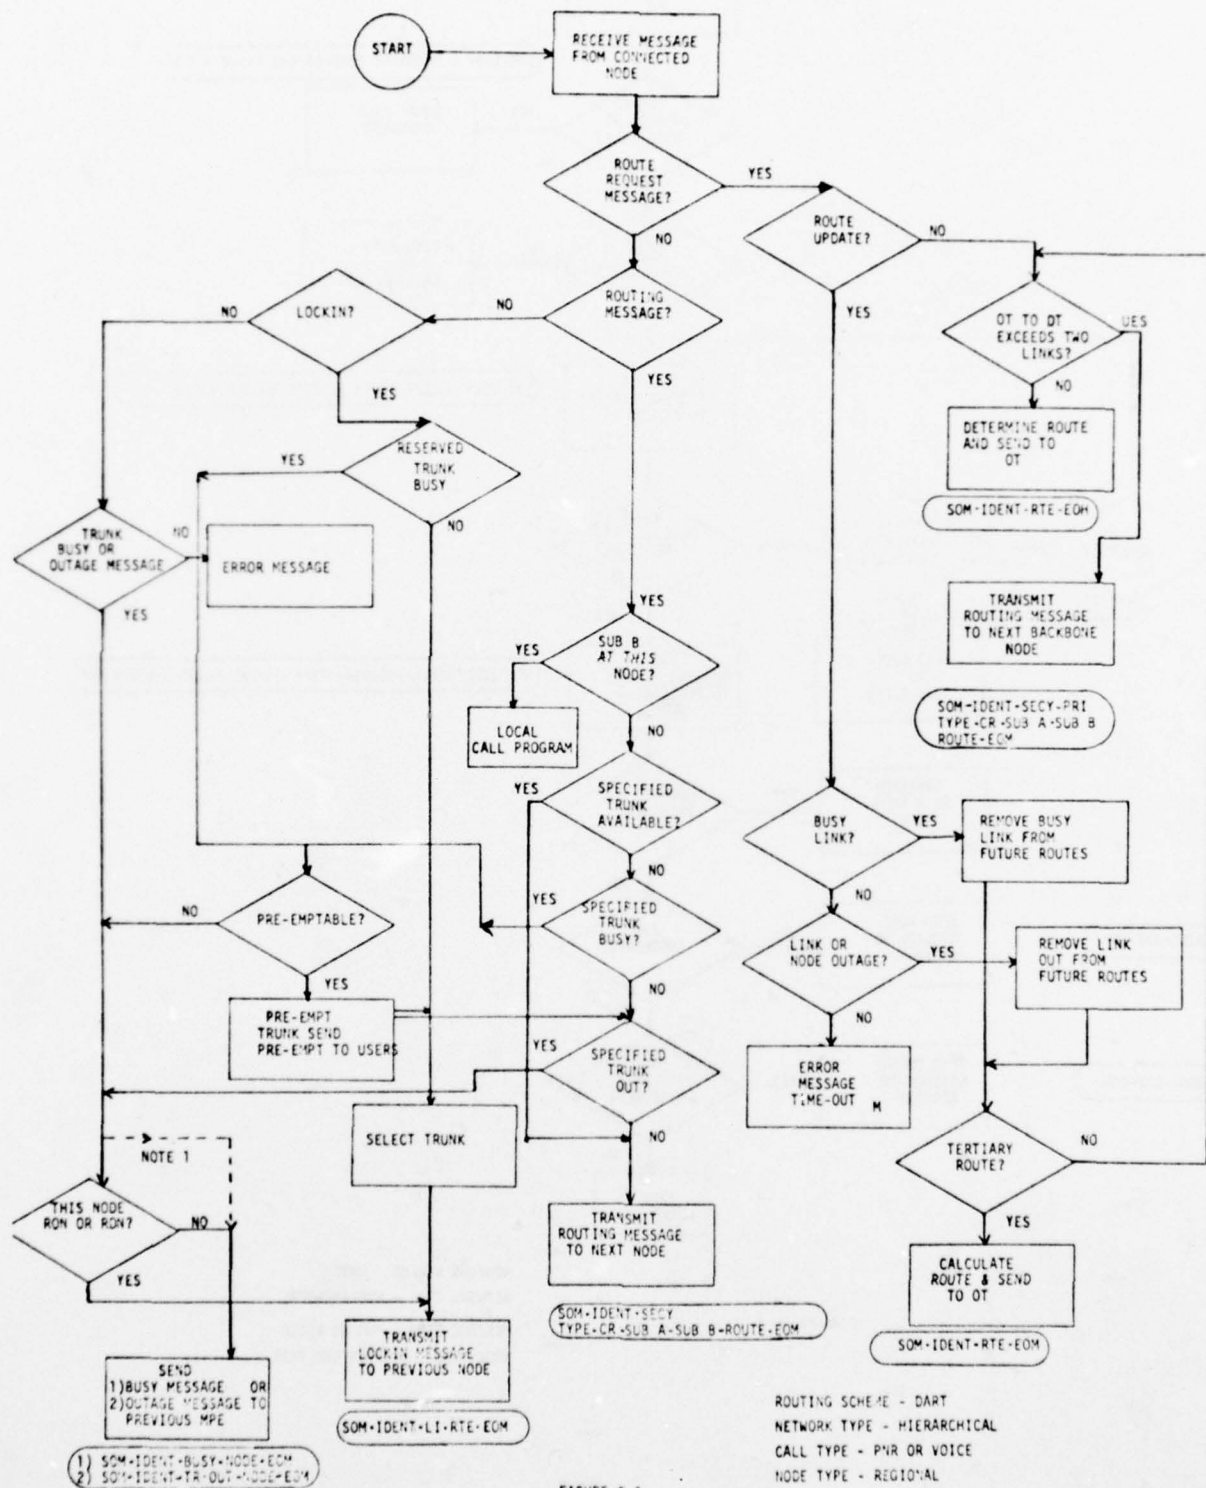 START
RECEIVE MESSAGE
FROM CONNECTED
NODE
ROUTE
REQUEST
MESSAGE?
YES
NO
ROUTE
UPDATE?
NO
YES
ROUTING
MESSAGE?
NO
YES
LOCKIN?
NO
YES
OT TO DT
EXCEEDS TWO
LINKS?
UES
NO
DETERMINE ROUTE
AND SEND TO
OT
SOM-IDENT-RTE-EOM
RESERVED
TRUNK
BUSY
YES
NO
TRUNK
BUSY OR
OUTAGE MESSAGE
NO
YES
ERROR MESSAGE
TRANSMIT
ROUTING MESSAGE
TO NEXT BACKBONE
NODE
SOM-IDENT-SECY-PRI
TYPE-CR-SUB A-SUB B
ROUTE-EOM
YES
SUB B
AT THIS
NODE?
YES
NO
LOCAL
CALL PROGRAM
SPECIFIED
TRUNK
AVAILABLE?
YES
NO
BUSY
LINK?
YES
NO
REMOVE BUSY
LINK FROM
FUTURE ROUTES
SPECIFIED
TRUNK
BUSY?
YES
NO
PRE-EMPTABLE?
NO
YES
LINK OR
NODE OUTAGE?
YES
NO
REMOVE LINK
OUT FROM
FUTURE ROUTES
PRE-EMPT
TRUNK SEND
PRE-EMPT TO USERS
SPECIFIED
TRUNK
OUT?
YES
NO
ERROR
MESSAGE
TIME-OUT M
SELECT TRUNK
NOTE 1
TERTIARY
ROUTE?
NO
YES
THIS NODE
RON OR RDN?
NO
YES
TRANSMIT
ROUTING MESSAGE
TO NEXT NODE
SOM-IDENT-SECY
TYPE-CR-SUB A-SUB B-ROUTE-EOM
CALCULATE
ROUTE & SEND
TO OT
SOM-IDENT-RTE-EOM
TRANSMIT
LOCKIN MESSAGE
TO PREVIOUS NODE
SOM-IDENT-LI-RTE-EOM
SEND
1)BUSY MESSAGE OR
2)OUTAGE MESSAGE TO
PREVIOUS MPE
1) SOM-IDENT-BUSY-NODE-EOM
2) SOM-IDENT-TR-OUT-NODE-EOM
ROUTING SCHEME - DART
NETWORK TYPE - HIERARCHICAL
CALL TYPE - PNR OR VOICE
NODE TYPE - REGIONAL